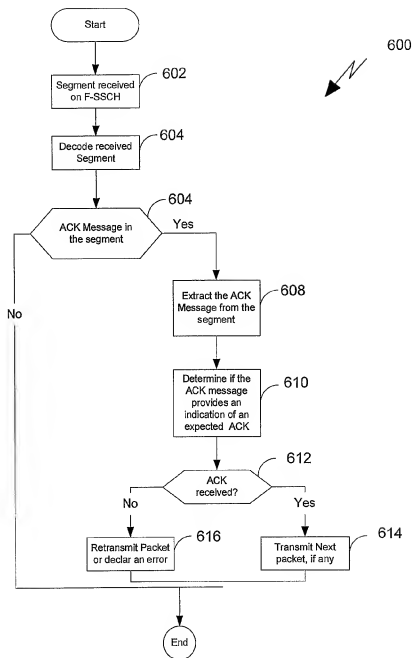 Start
600
Segment received
on F-SSCH
602
Decode received
Segment
604
ACK Message in
the segment
604
Yes
No
Extract the ACK
Message from the
segment
608
Determine if the
ACK message
provides an
indication of an
expected ACK
610
ACK
received?
612
No
Yes
Retransmit Packet
or declar an error
616
Transmit Next
packet, if any
614
End